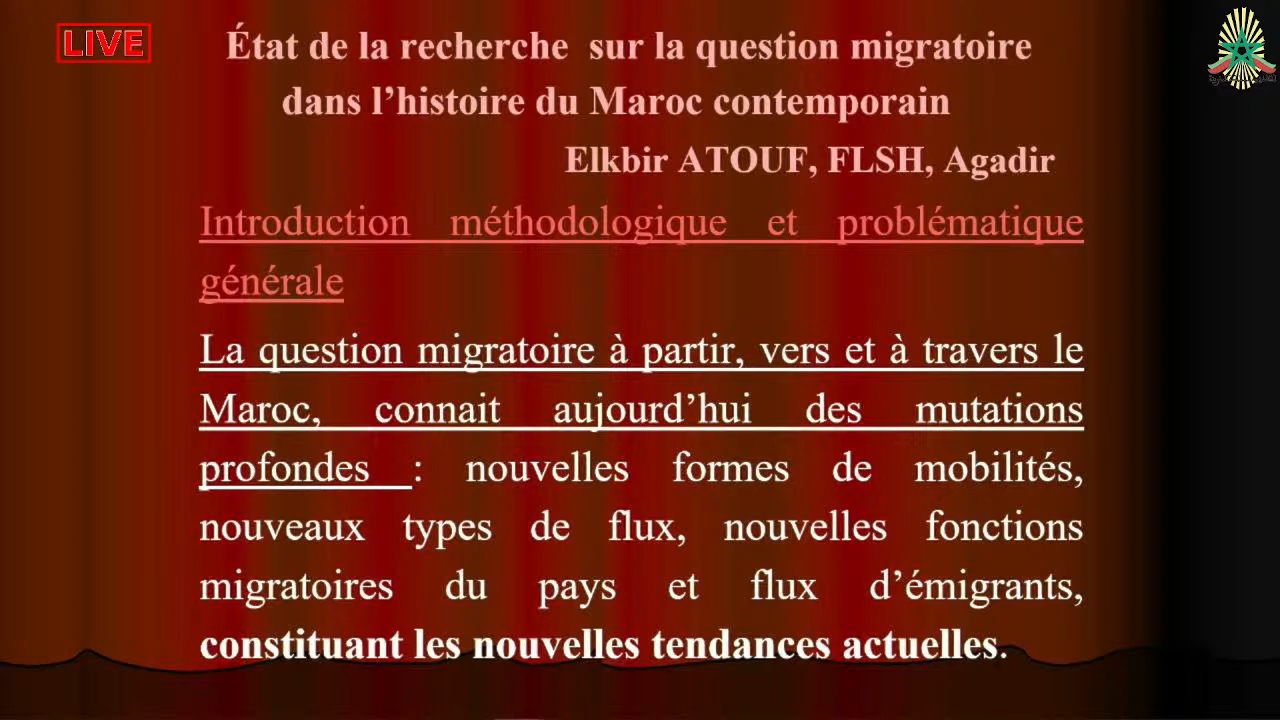 LIVE
État de la recherche sur la question migratoire
dans l’histoire du Maroc contemporain
Elkbir ATOUF, FLSH, Agadir
Introduction méthodologique et problématique
générale
La question migratoire à partir, vers et à travers le
Maroc, connait aujourd’hui des mutations
profondes : nouvelles formes de mobilités,
nouveaux types de flux, nouvelles fonctions
migratoires du pays et flux d’émigrants,
constituant les nouvelles tendances actuelles.